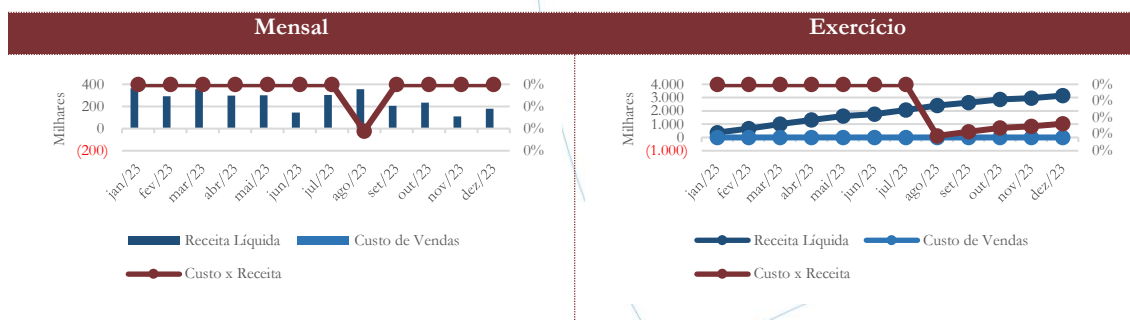 Mensal
Exercício
400
200
0
(200)
Milhares
0%
0%
0%
0%
jan/23
fev/23
mar/23
abr/23
mai/23
jun/23
jul/23
ago/23
set/23
out/23
nov/23
dez/23
Receita Líquida
Custo de Vendas
Custo x Receita
4.000
3.000
2.000
1.000
0
(1.000)
Milhares
0%
0%
0%
0%
0%
jan/23
fev/23
mar/23
abr/23
mai/23
jun/23
jul/23
ago/23
set/23
out/23
nov/23
dez/23
Receita Líquida
Custo de Vendas
Custo x Receita